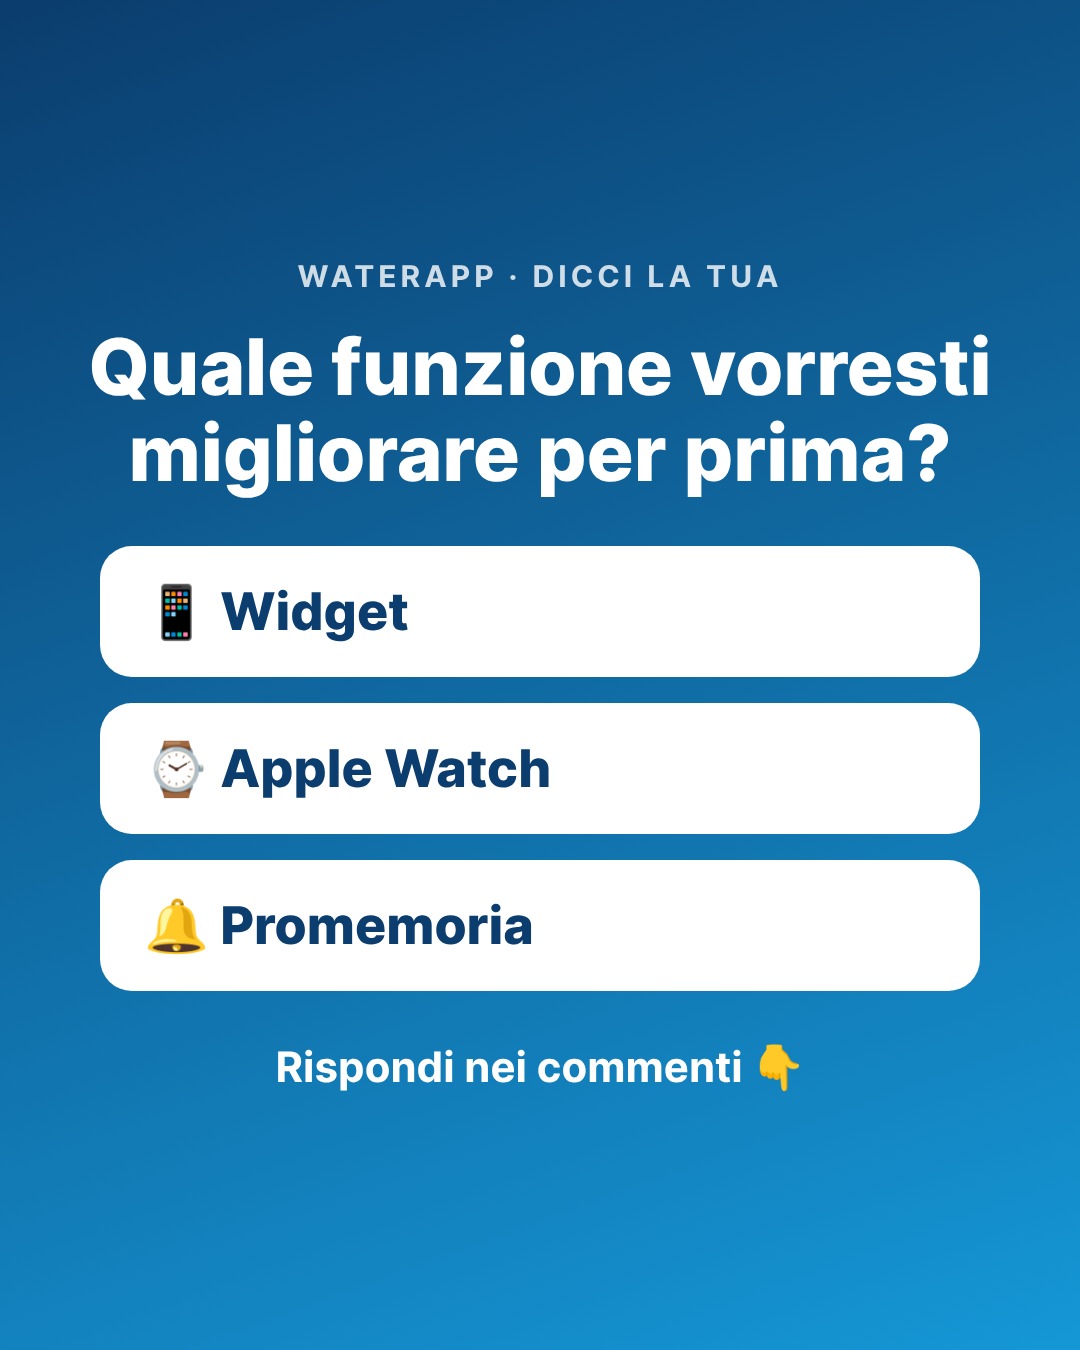 WATERAPP · DICCI LA TUA
Quale funzione vorresti
migliorare per prima?
📱 Widget
⌚ Apple Watch
🔔 Promemoria
Rispondi nei commenti 👇